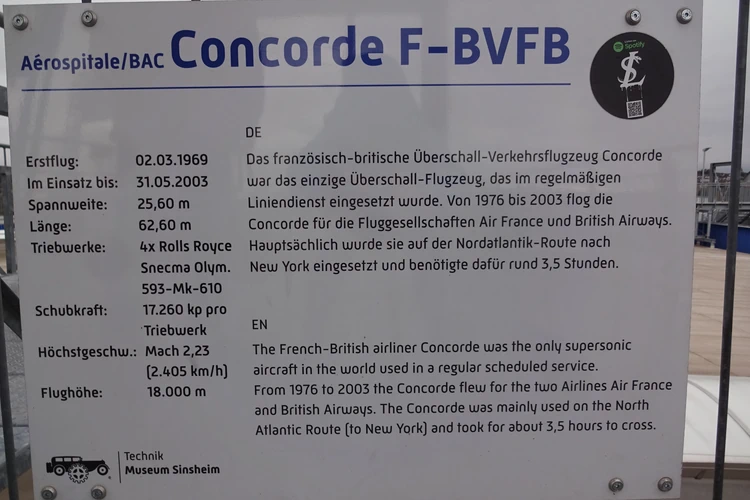 Aérospitale/BAC Concorde F-BVFB
Spotify
DE
Erstflug: 02.03.1969
Im Einsatz bis: 31.05.2003
Spannweite: 25,60 m
Länge: 62,60 m
Triebwerke: 4x Rolls Royce
Snecma Olym.
593-Mk-610
Schubkraft: 17.260 kp pro
Triebwerk
Höchstgeschw.: Mach 2,23
(2.405 km/h)
Flughöhe: 18.000 m
Das französisch-britische Überschall-Verkehrsflugzeug Concorde
war das einzige Überschall-Flugzeug, das im regelmäßigen
Liniendienst eingesetzt wurde. Von 1976 bis 2003 flog die
Concorde für die Fluggesellschaften Air France und British Airways.
Hauptsächlich wurde sie auf der Nordatlantik-Route nach
New York eingesetzt und benötigte dafür rund 3,5 Stunden.
EN
The French-British airliner Concorde was the only supersonic
aircraft in the world used in a regular scheduled service.
From 1976 to 2003 the Concorde flew for the two Airlines Air France
and British Airways. The Concorde was mainly used on the North
Atlantic Route (to New York) and took for about 3,5 hours to cross.
Technik
Museum Sinsheim